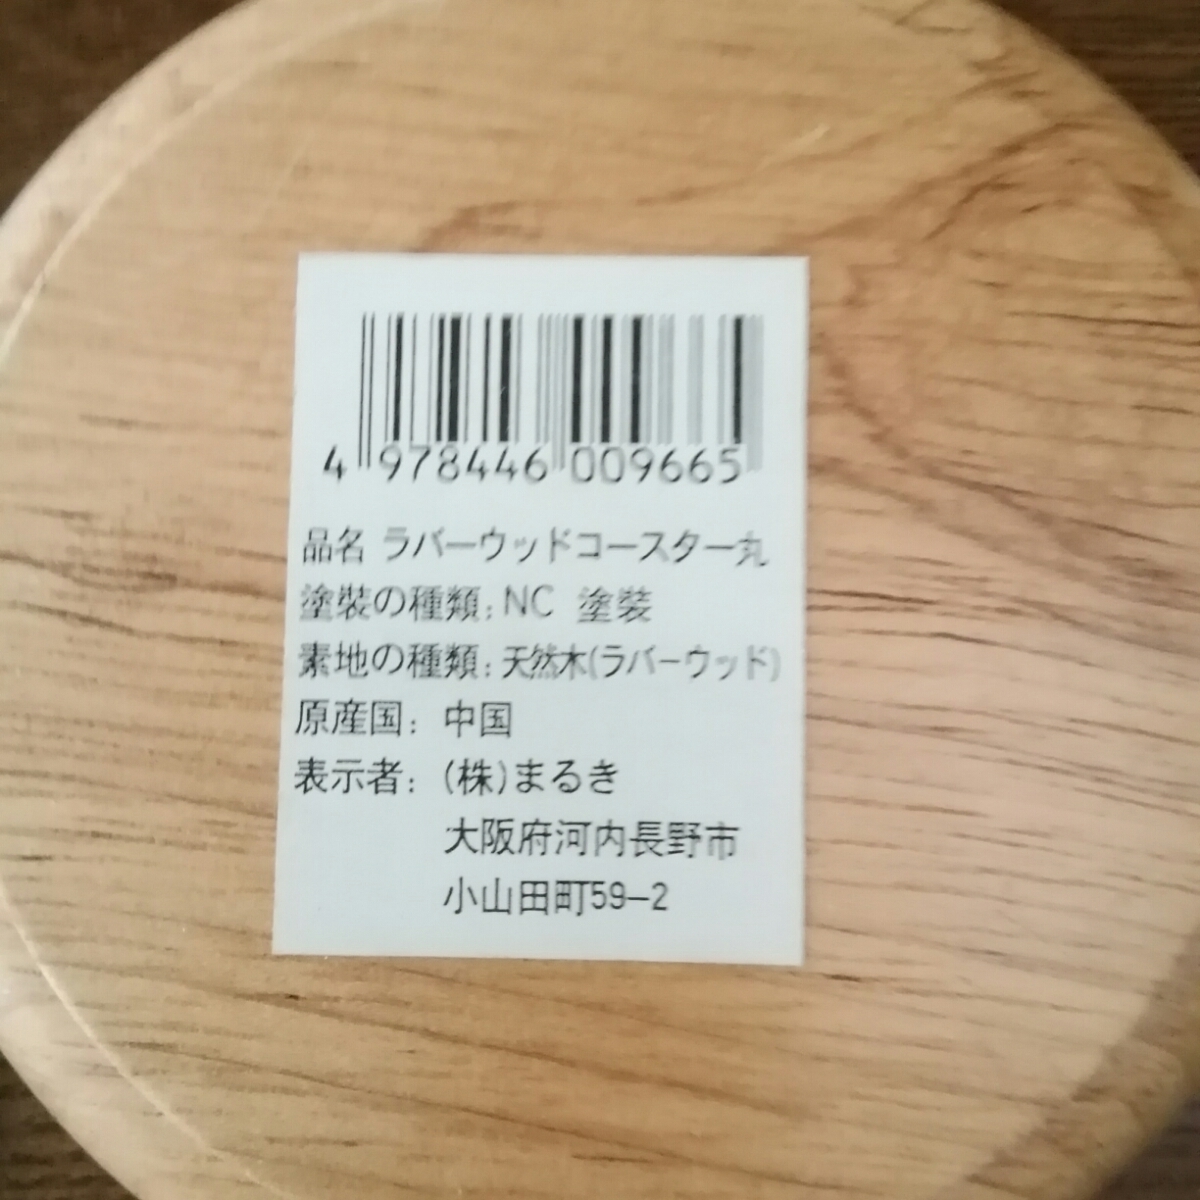 4 978446 009665
品名 ラバーウッドコースター丸
塗装の種類:NC 塗装
素地の種類:天然木(ラバーウッド)
原産国: 中国
表示者: (株)まるき
大阪府河内長野市
小山田町59-2